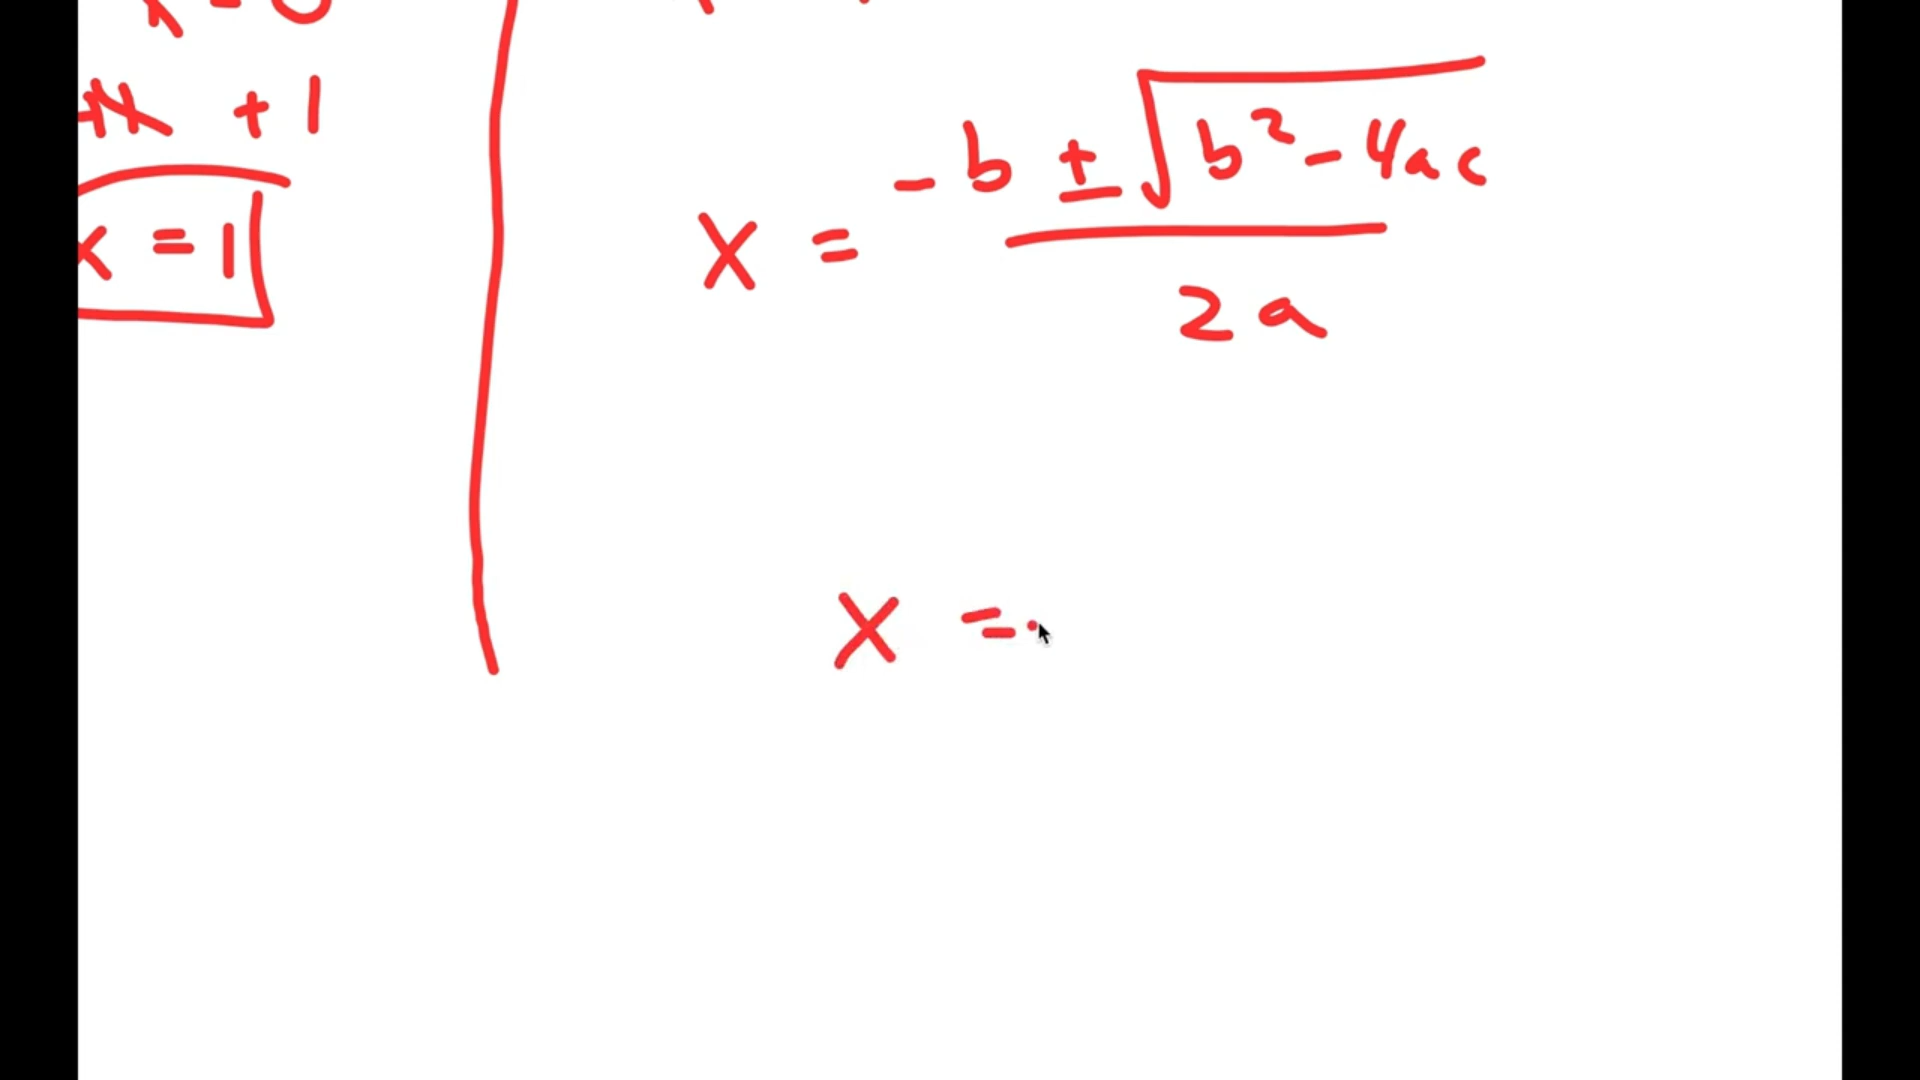 + 1
x = 1
x = -b ± √b² - 4ac
2a
x =